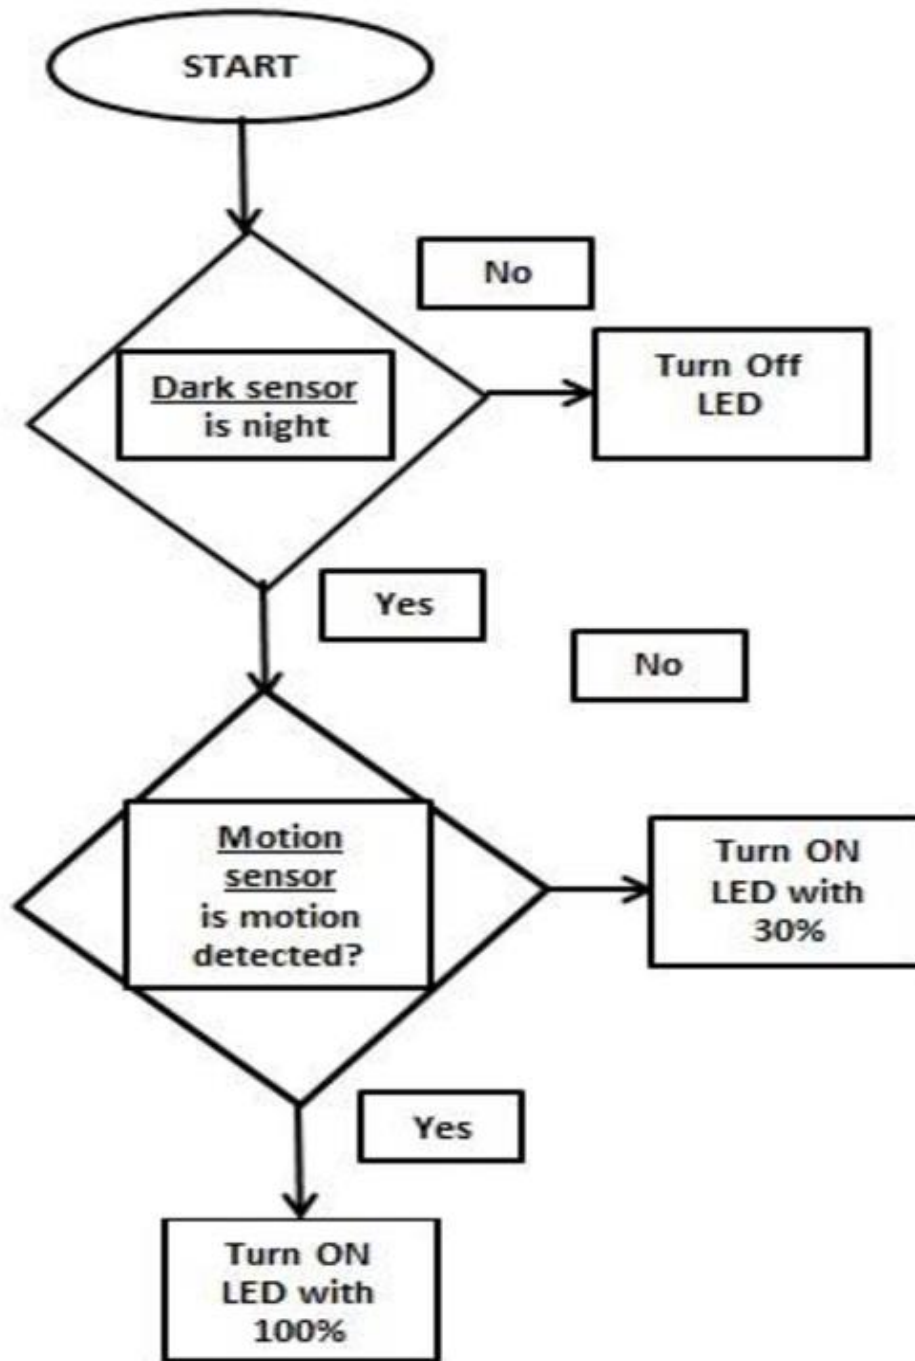 START
No
Dark sensor
is night
Turn Off
LED
Yes
No
Motion
sensor
is motion
detected?
Turn ON
LED with
30%
Yes
Turn ON
LED with
100%